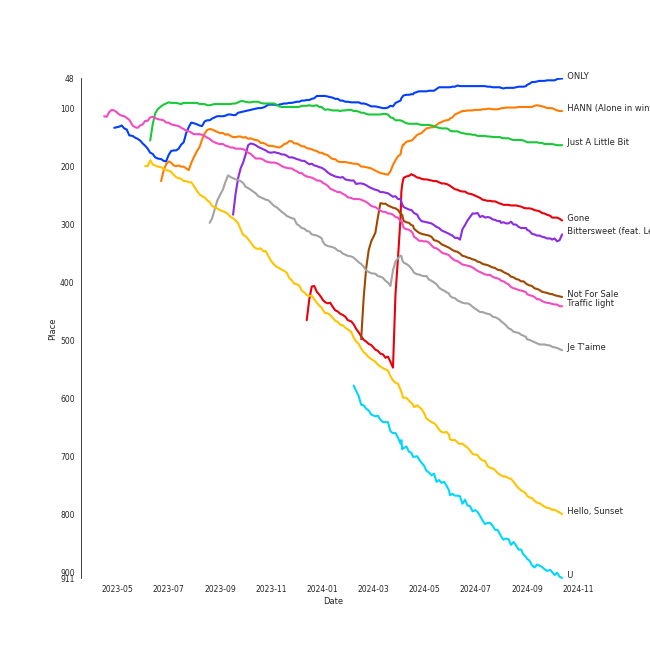 48
100
200
300
400
500
600
700
800
900
911
Place
ONLY
HANN (Alone in win
Just A Little Bit
Gone
Bittersweet (feat. Le
Not For Sale
Traffic light
Je T'aime
Hello, Sunset
U
2023-05 2023-07 2023-09 2023-11 2024-01 2024-03 2024-05 2024-07 2024-09 2024-11
Date